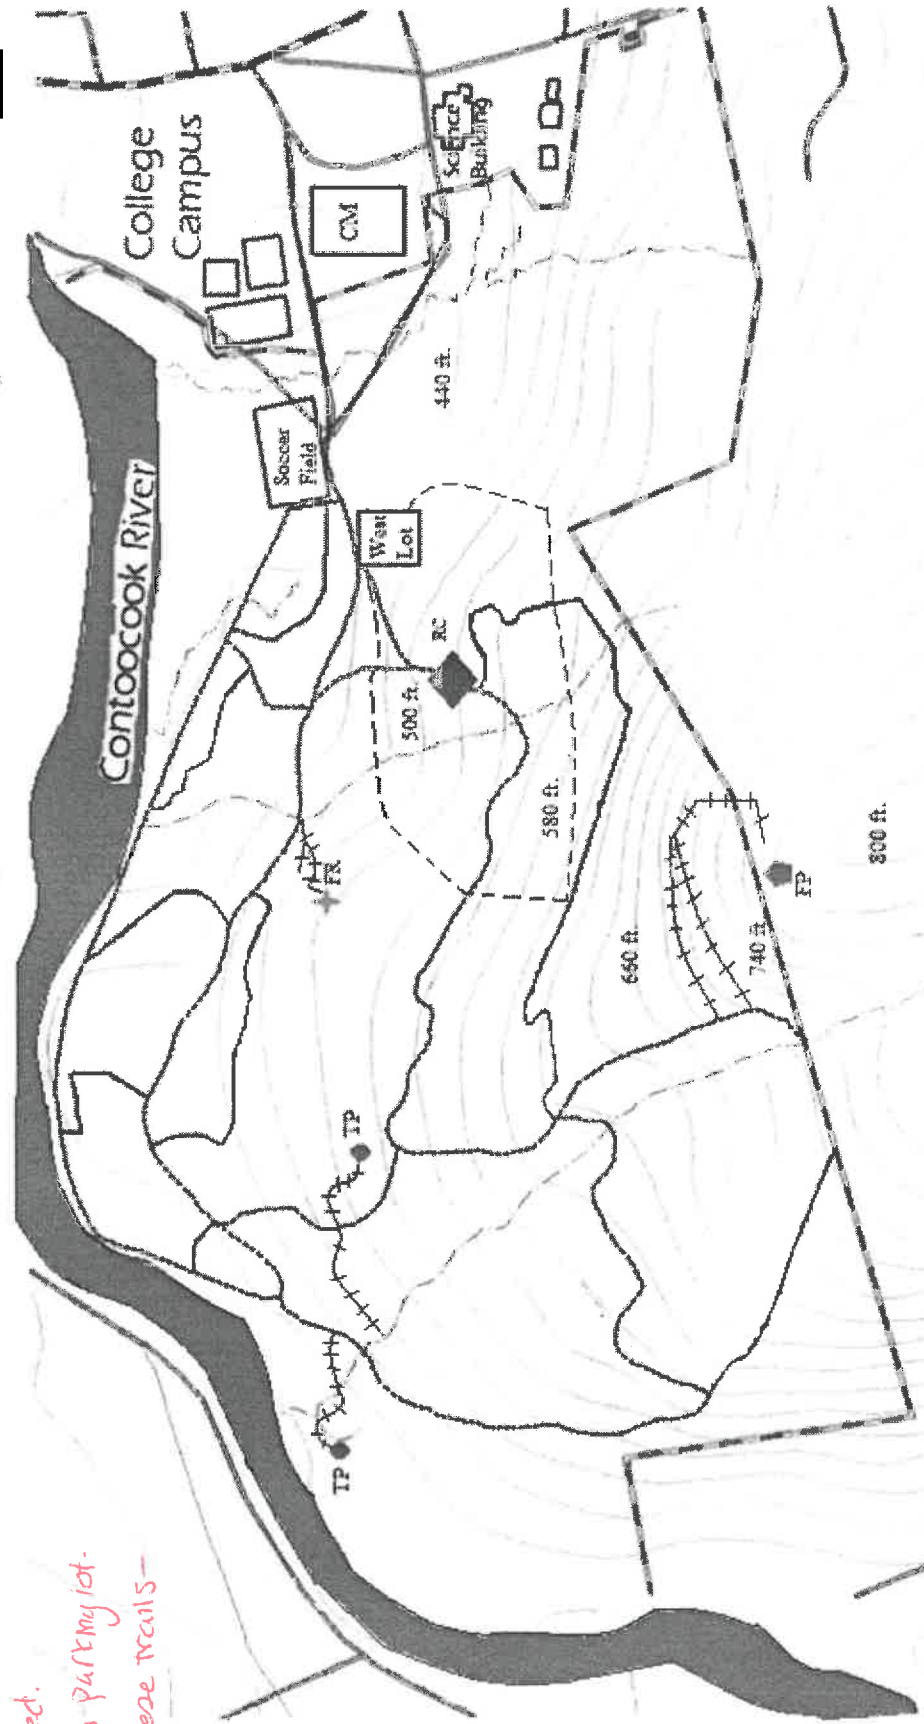 College
Campus
Contoocook River
CM
Science
Building
Soccer
Field
West
Lot
440 ft.
RC
500 ft.
580 ft.
FR
660 ft.
740 ft.
FP
800 ft.
TP
TP
parking lot.
trails-